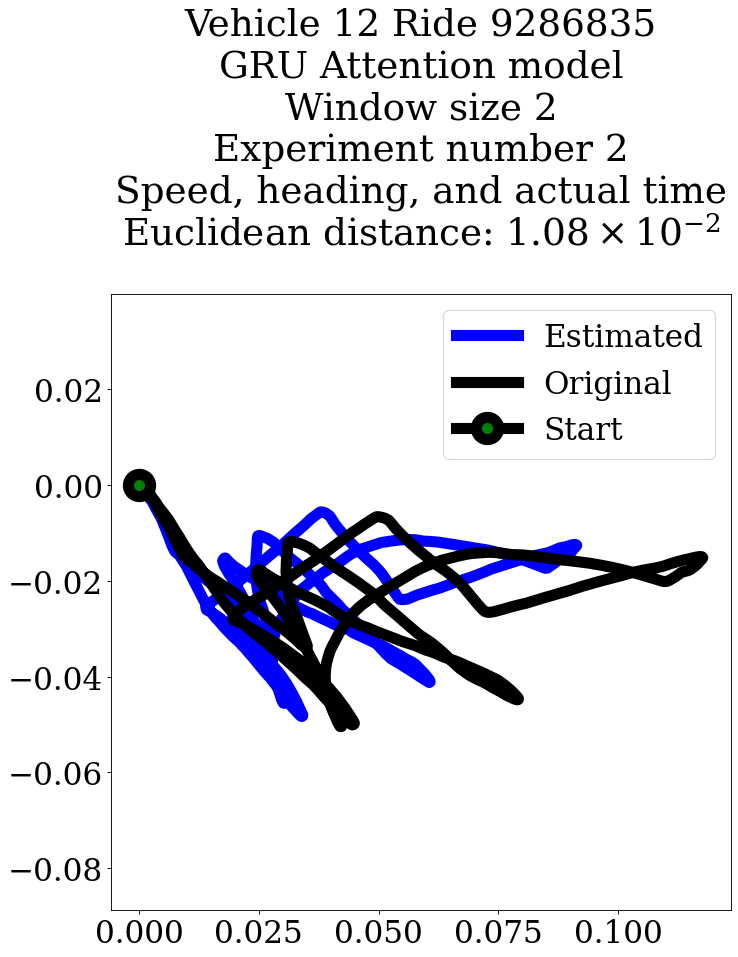 Vehicle 12 Ride 9286835
GRU Attention model
Window size 2
Experiment number 2
Speed, heading, and actual time
Euclidean distance: 1.08 × 10⁻²
Estimated
Original
Start
0.02
0.00
−0.02
−0.04
−0.06
−0.08
0.000 0.025 0.050 0.075 0.100